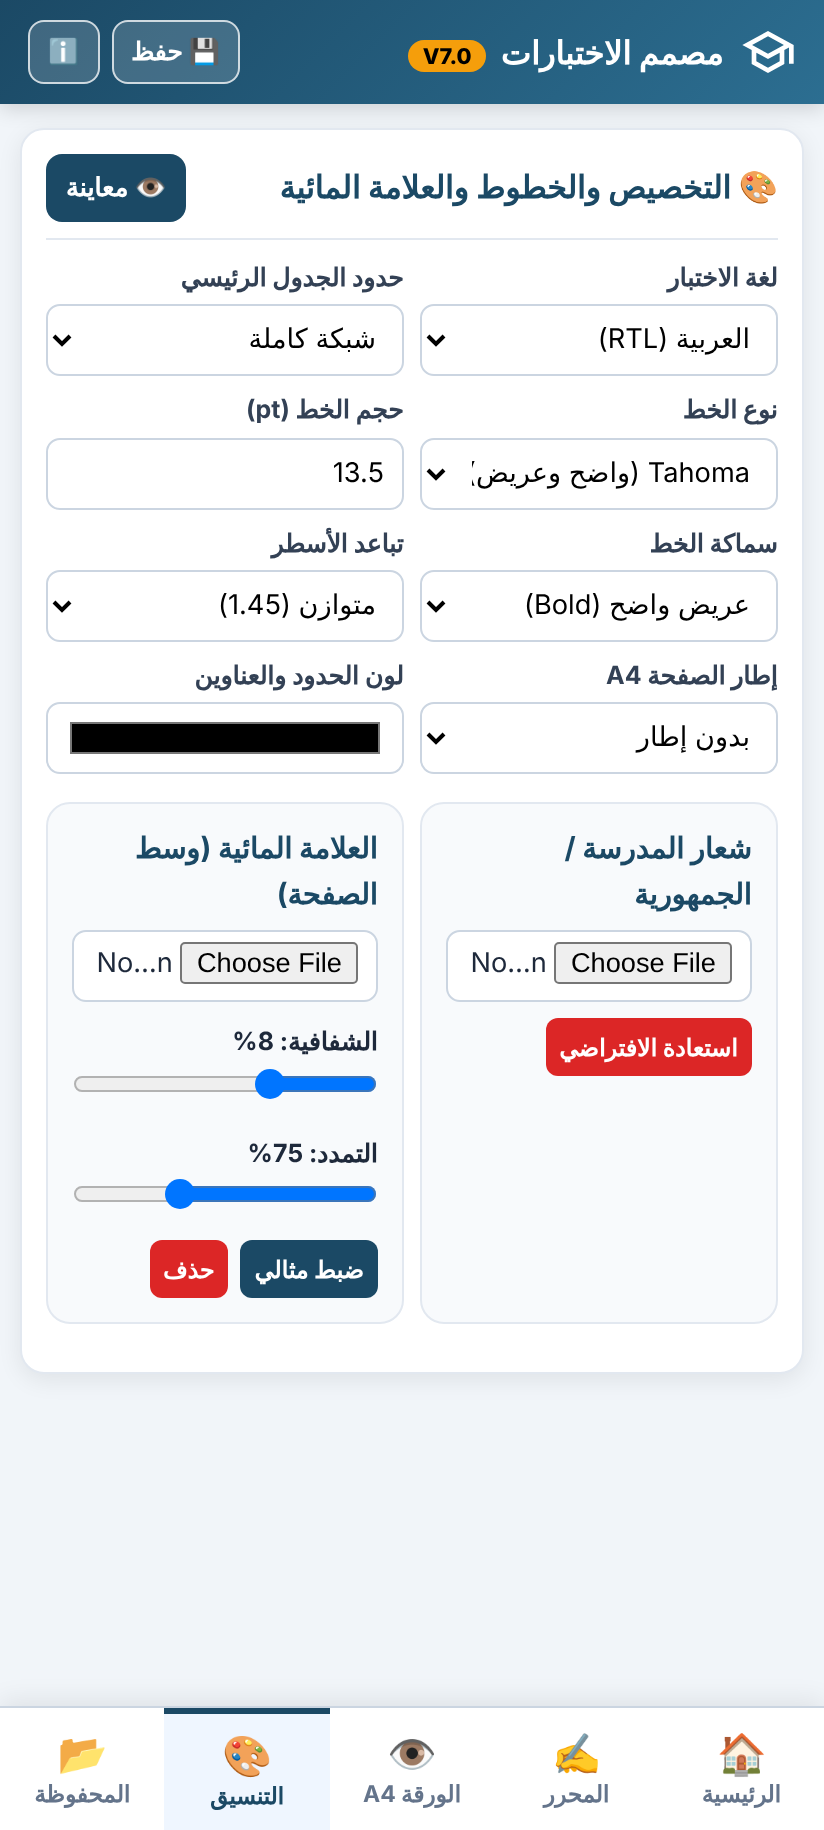 مصمم الاختبارات V7.0
💾 حفظ
ℹ️
🎨 التخصيص والخطوط والعلامة المائية
👁️ معاينة
لغة الاختبار
حدود الجدول الرئيسي
العربية (RTL)
شبكة كاملة
نوع الخط
حجم الخط (pt)
Tahoma (واضح وعريض)
13.5
سماكة الخط
تباعد الأسطر
عريض واضح (Bold)
متوازن (1.45)
إطار الصفحة A4
لون الحدود والعناوين
بدون إطار
شعار المدرسة /
الجمهورية
Choose File No...n
استعادة الافتراضي
العلامة المائية (وسط
الصفحة)
Choose File No...n
الشفافية: 8%
التمدد: 75%
ضبط مثالي
حذف
🏠 الرئيسية
✍️ المحرر
👁️ الورقة A4
🎨 التنسيق
📂 المحفوظة